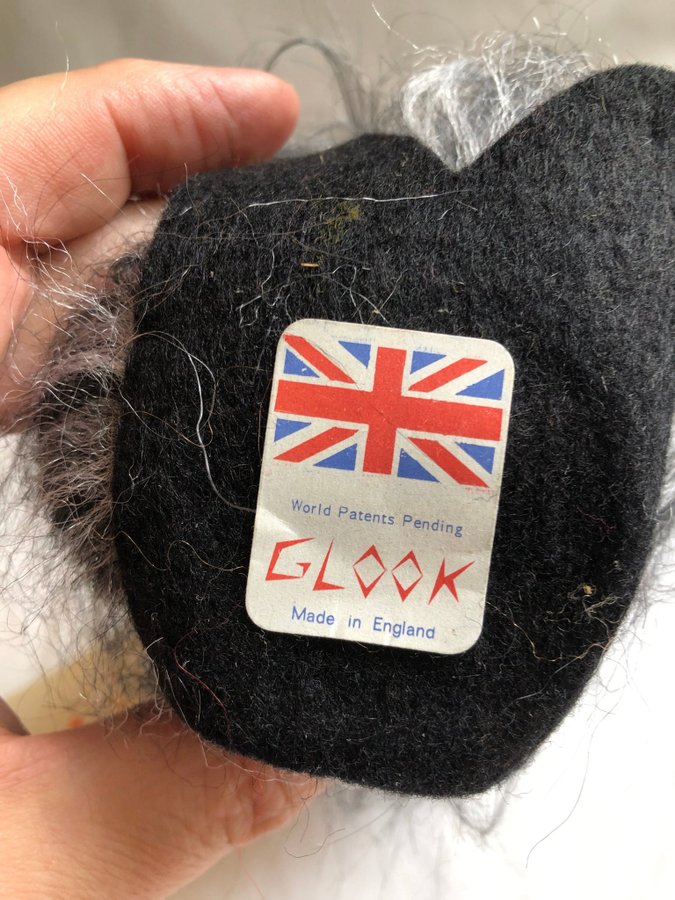 World Patents Pending
GLOOK
Made in England